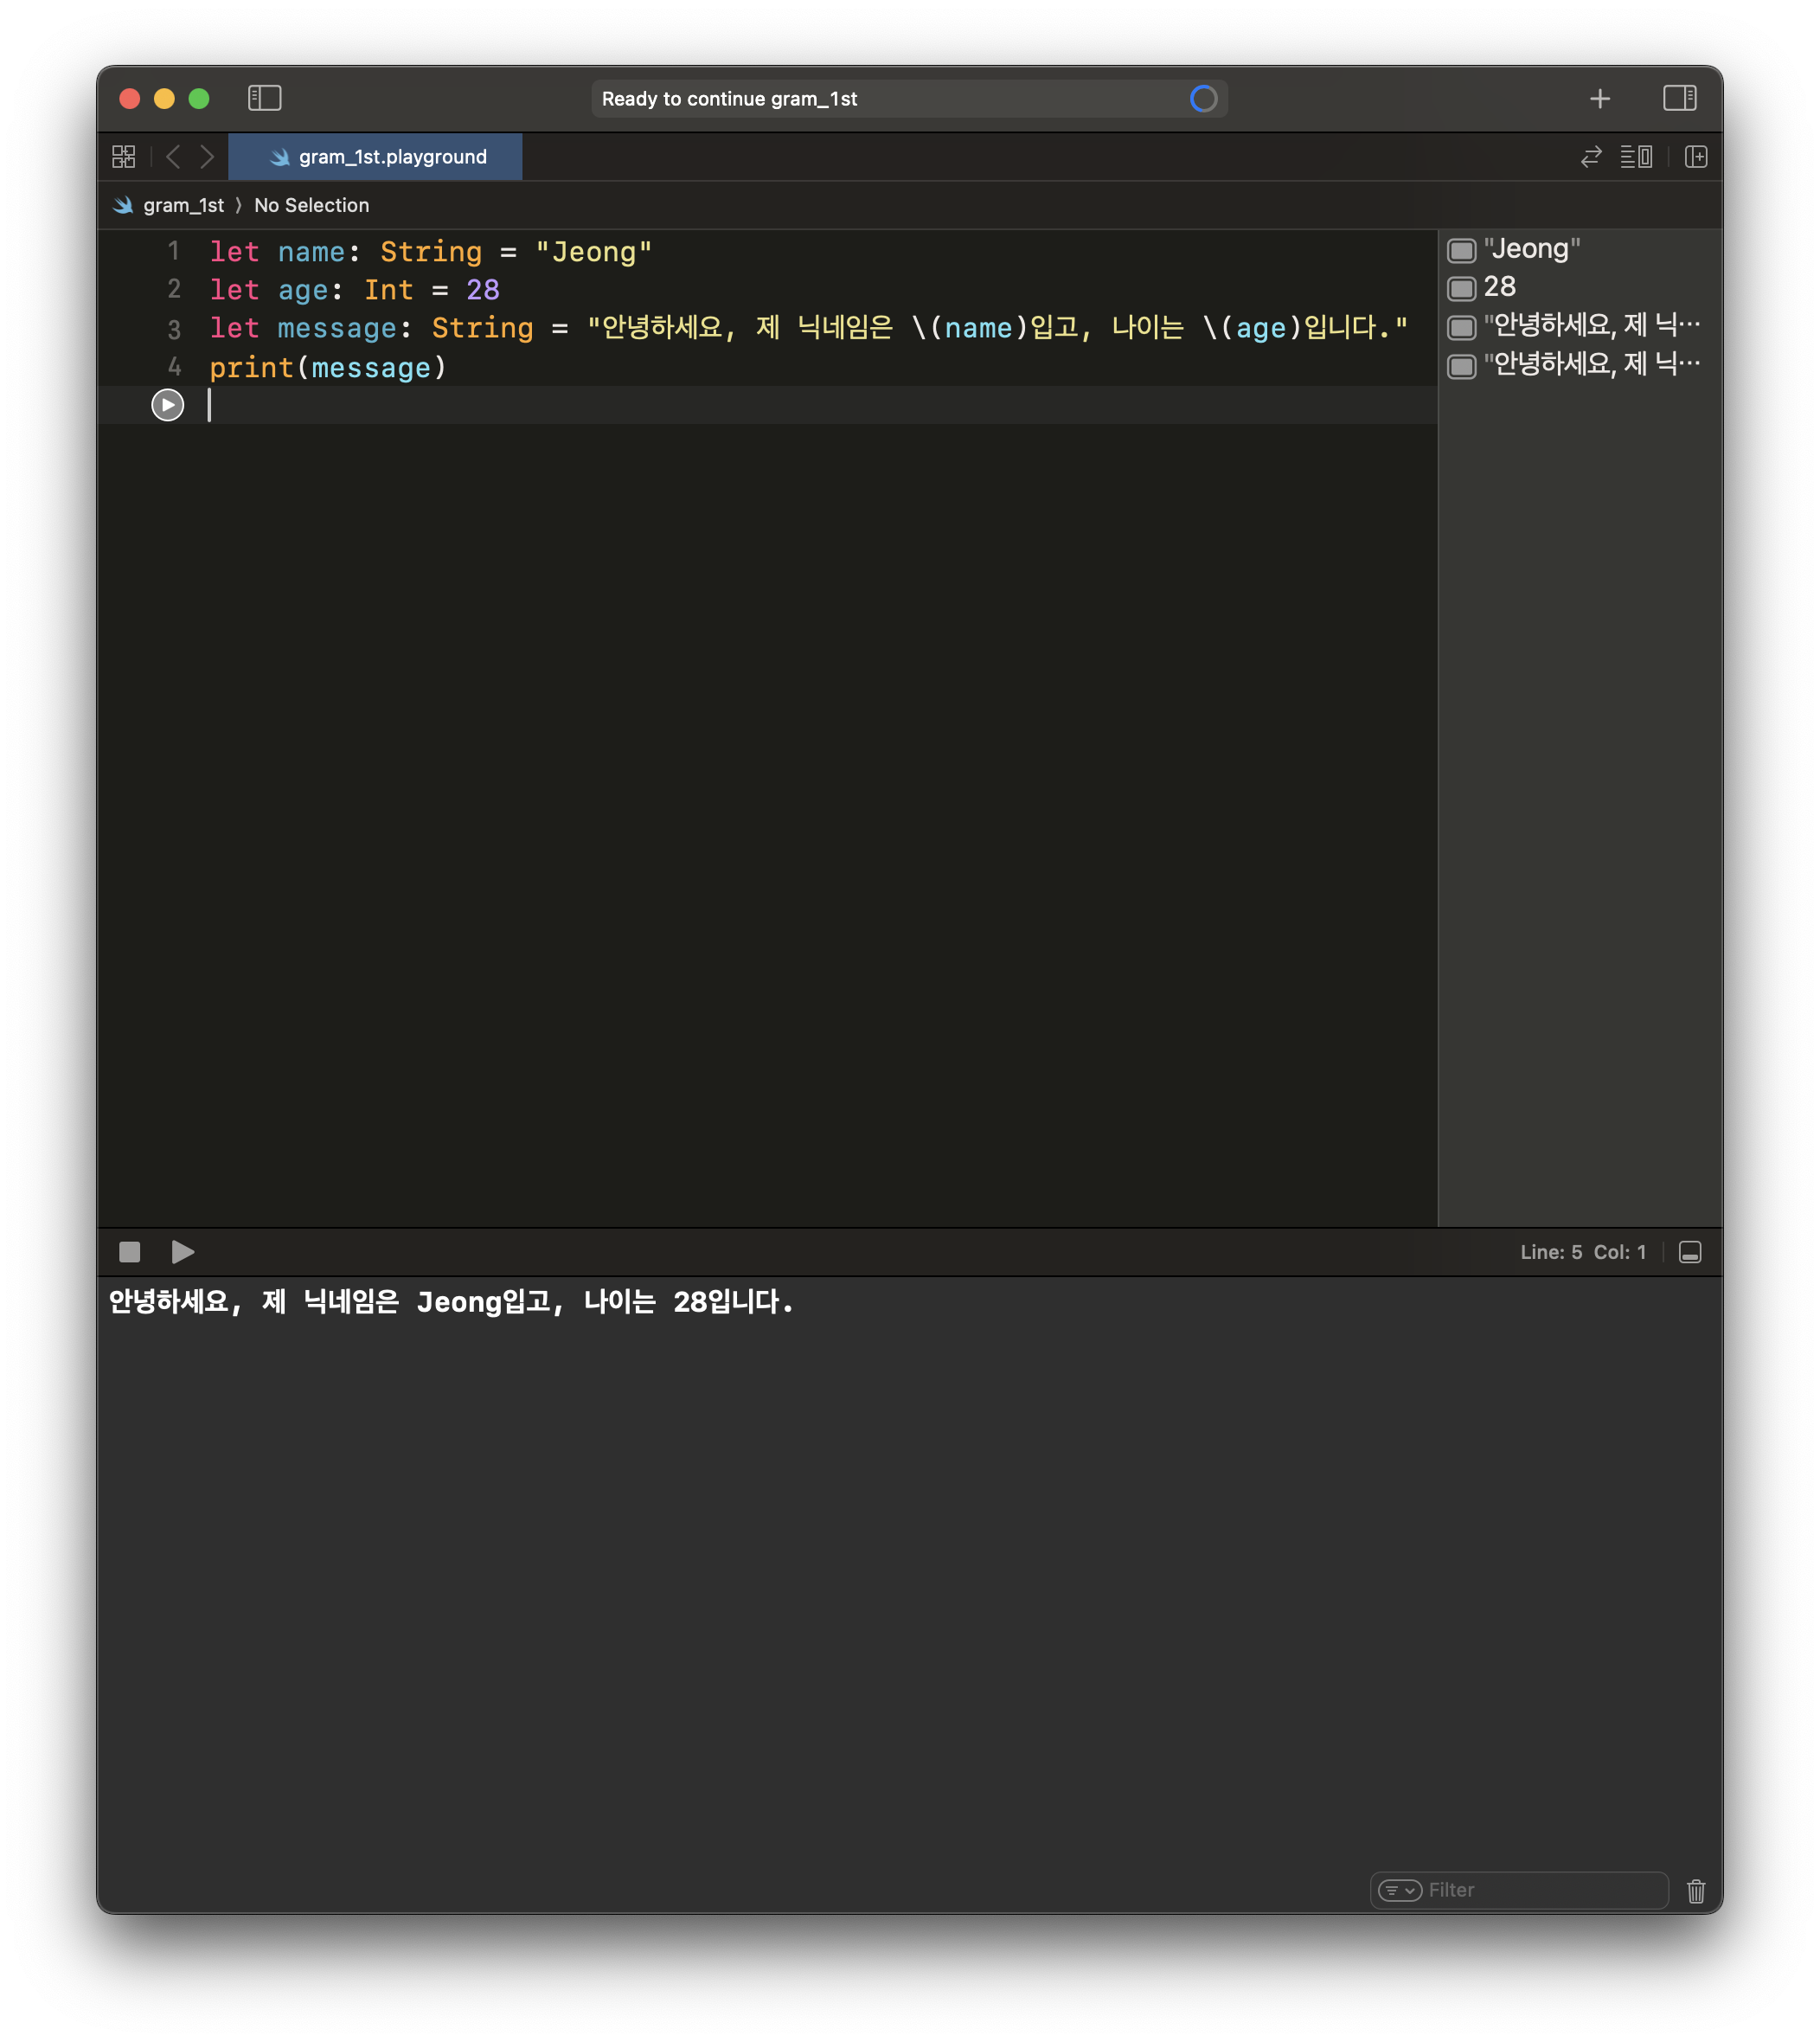 Ready to continue gram_1st
gram_1st.playground
gram_1st 〉 No Selection
1 let name: String = "Jeong"
2 let age: Int = 28
3 let message: String = "안녕하세요, 제 닉네임은 \(name)입고, 나이는 \(age)입니다."
4 print(message)
"Jeong"
28
"안녕하세요, 제 닉…
"안녕하세요, 제 닉…
Line: 5 Col: 1
안녕하세요, 제 닉네임은 Jeong입고, 나이는 28입니다.
Filter